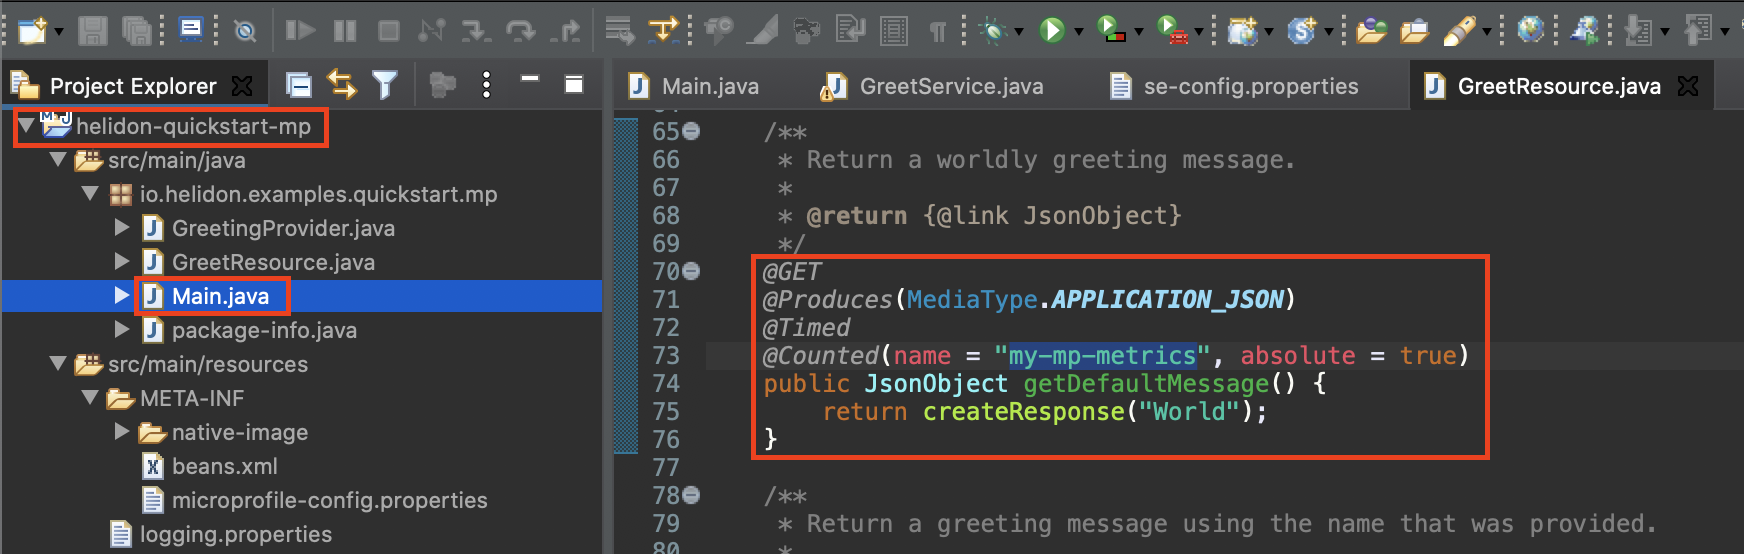 Project Explorer
helidon-quickstart-mp
src/main/java
io.helidon.examples.quickstart.mp
GreetingProvider.java
GreetResource.java
Main.java
package-info.java
src/main/resources
META-INF
native-image
beans.xml
microprofile-config.properties
logging.properties
Main.java
GreetService.java
se-config.properties
GreetResource.java
65 /**
66 * Return a worldly greeting message.
67 *
68 * @return {@link JsonObject}
69 */
70 @GET
71 @Produces(MediaType.APPLICATION_JSON)
72 @Timed
73 @Counted(name = "my-mp-metrics", absolute = true)
74 public JsonObject getDefaultMessage() {
75 return createResponse("World");
76 }
77
78 /**
79 * Return a greeting message using the name that was provided.
80 *